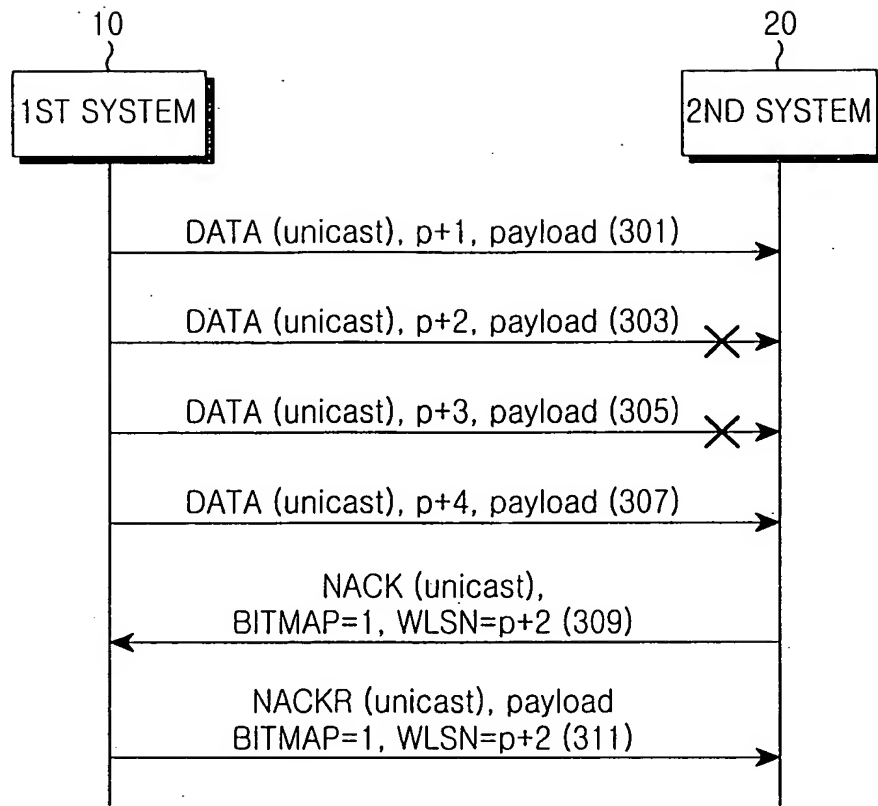 10
20
1ST SYSTEM
2ND SYSTEM
DATA (unicast), p+1, payload (301)
DATA (unicast), p+2, payload (303)
DATA (unicast), p+3, payload (305)
DATA (unicast), p+4, payload (307)
NACK (unicast),
BITMAP=1, WLSN=p+2 (309)
NACKR (unicast), payload
BITMAP=1, WLSN=p+2 (311)